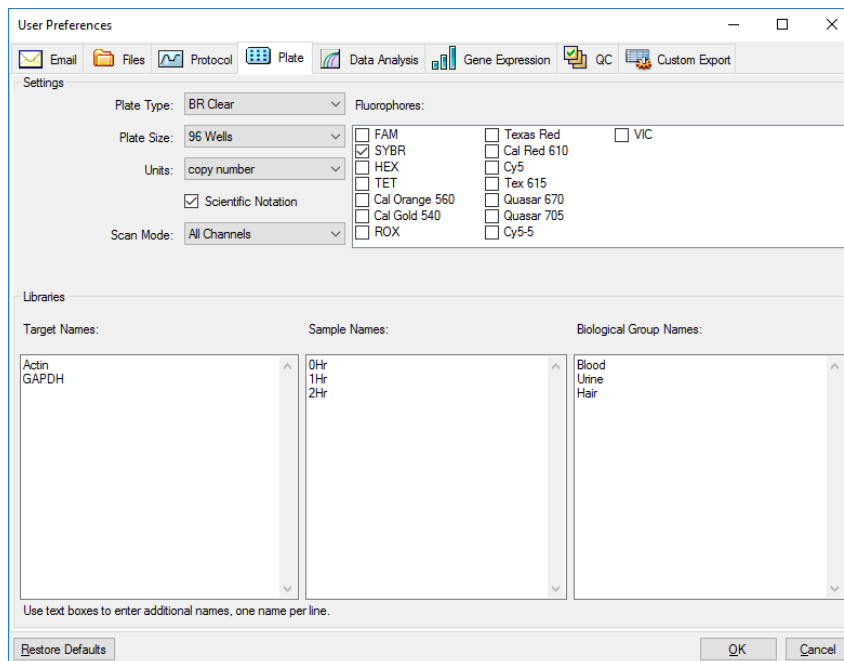 User Preferences
Email Files Protocol Plate Data Analysis Gene Expression QC Custom Export
Settings
Plate Type: BR Clear Fluorophores:
Plate Size: 96 Wells
Units: copy number
Scientific Notation
Scan Mode: All Channels
FAM Texas Red VIC
SYBR Cal Red 610
HEX Cy5
TET Tex 615
Cal Orange 560 Quasar 670
Cal Gold 540 Quasar 705
ROX Cy5-5
Libraries
Target Names: Sample Names: Biological Group Names:
Actin 0Hr Blood
GAPDH 1Hr Urine
2Hr Hair
Use text boxes to enter additional names, one name per line.
Restore Defaults OK Cancel